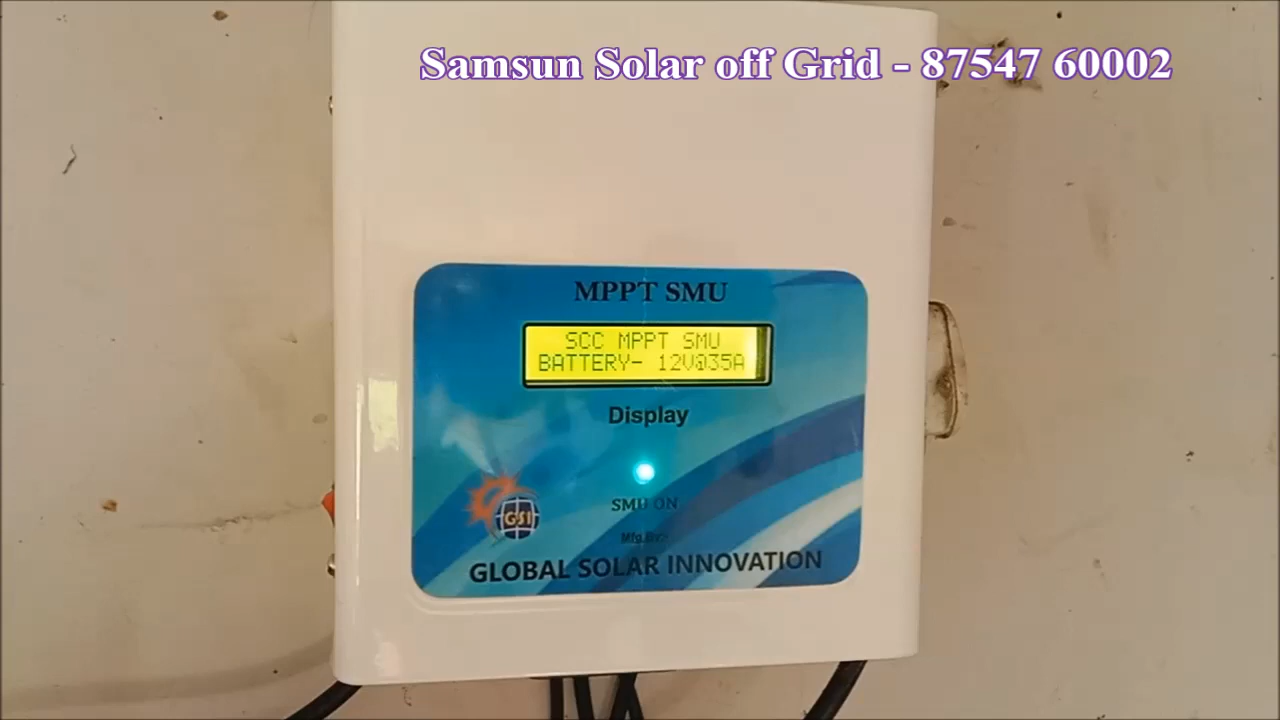 Samsun Solar off Grid - 87547 60002
MPPT SMU
SCC MPPT SMU
BATTERY- 12V@35A
Display
SMU ON
GSI
Mfg.By:-
GLOBAL SOLAR INNOVATION